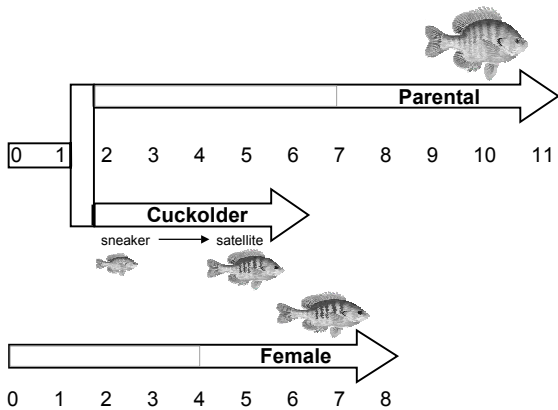 Parental
0 1 2 3 4 5 6 7 8 9 10 11
Cuckolder
sneaker satellite
Female
0 1 2 3 4 5 6 7 8